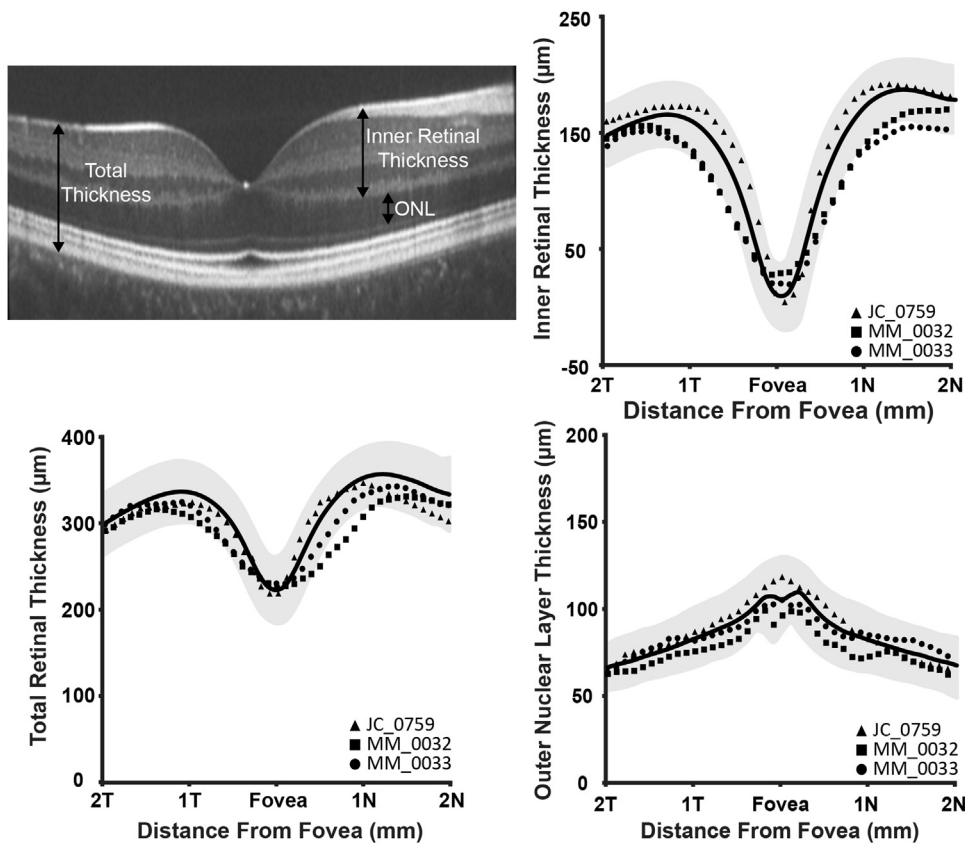 Total
Thickness
Inner Retinal
Thickness
ONL
Inner Retinal Thickness (µm)
250
150
50
-50
2T 1T Fovea 1N 2N
Distance From Fovea (mm)
JC_0759
MM_0032
MM_0033
Total Retinal Thickness (µm)
400
300
200
100
0
2T 1T Fovea 1N 2N
Distance From Fovea (mm)
JC_0759
MM_0032
MM_0033
Outer Nuclear Layer Thickness (µm)
200
150
100
50
0
2T 1T Fovea 1N 2N
Distance From Fovea (mm)
JC_0759
MM_0032
MM_0033